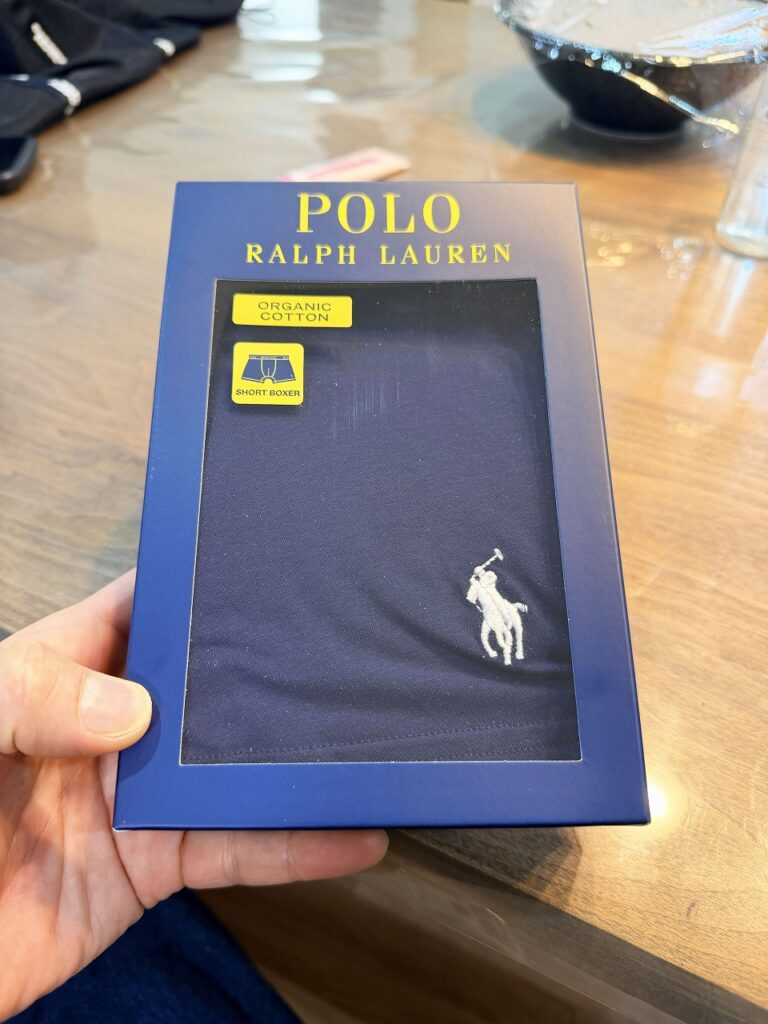 POLO
RALPH LAUREN
ORGANIC
COTTON
SHORT BOXER